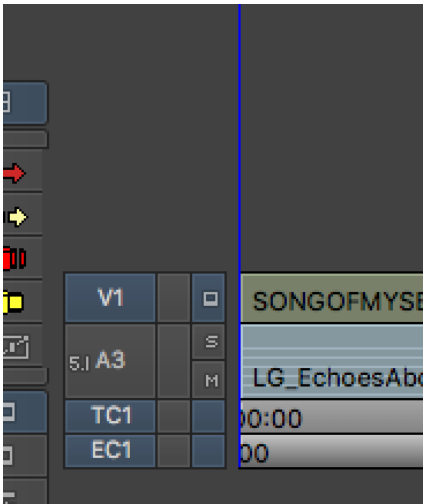 V1 SONGOFMYSE
S
5.1 A3
M LG_EchoesAbo
TC1 00:00
EC1 00